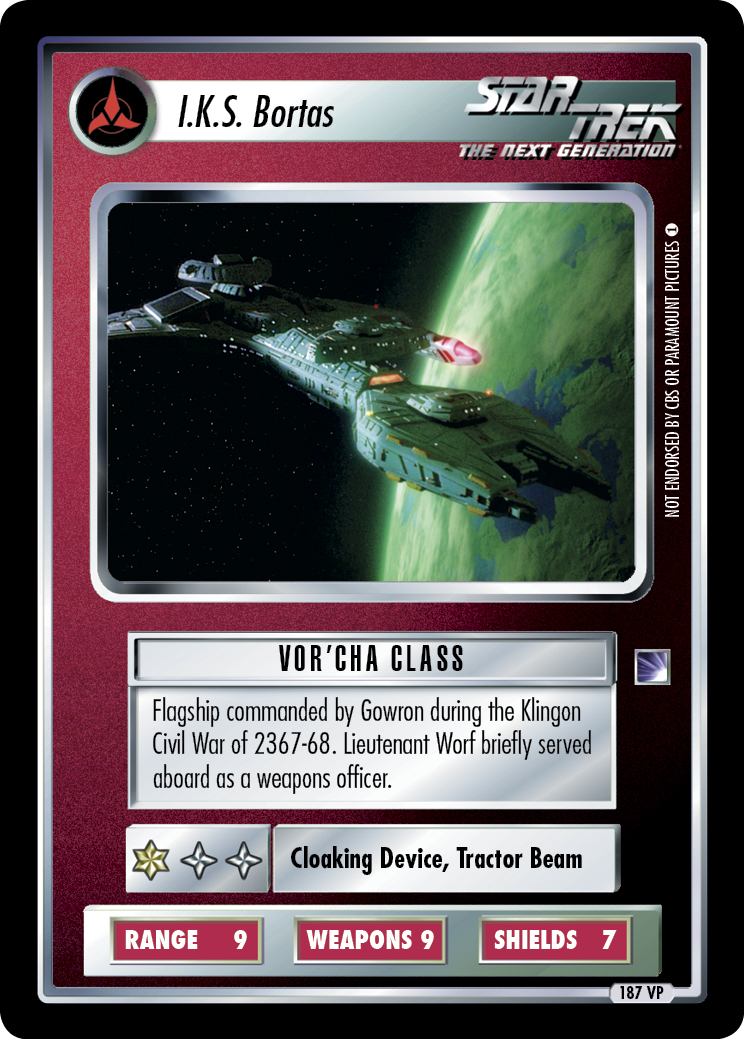 I.K.S. Bortas
STAR
TREK
THE NEXT GENERATION
NOT ENDORSED BY CBS OR PARAMOUNT PICTURES 1
VOR'CHA CLASS
Flagship commanded by Gowron during the Klingon
Civil War of 2367-68. Lieutenant Worf briefly served
aboard as a weapons officer.
Cloaking Device, Tractor Beam
RANGE 9 WEAPONS 9 SHIELDS 7
187 VP